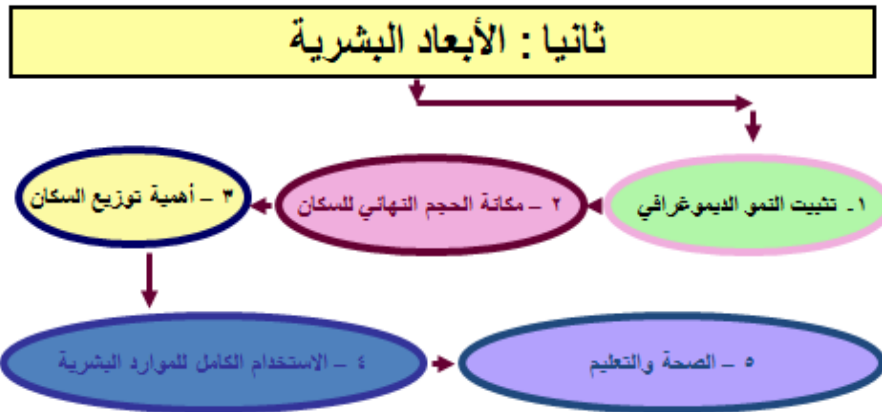 ثانيا : الأبعاد البشرية
١ـ تثبيت النمو الديموغرافي
٢ – مكانة الحجم النهائي للسكان
٣ – أهمية توزيع السكان
٤ – الاستخدام الكامل للموارد البشرية
٥ – الصحة والتعليم